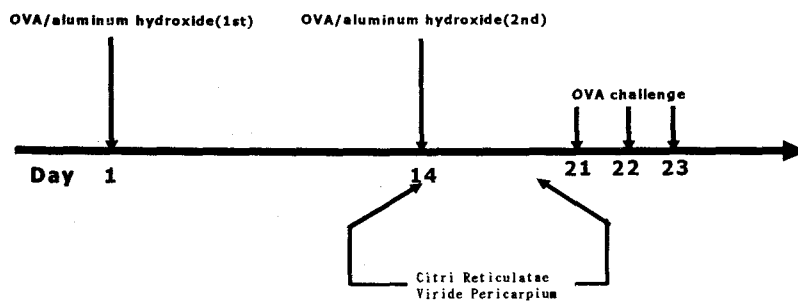 OVA/aluminum hydroxide(1st) OVA/aluminum hydroxide(2nd)
OVA challenge
Day 1 14 21 22 23
Citri Reticulatae
Viride Pericarpium